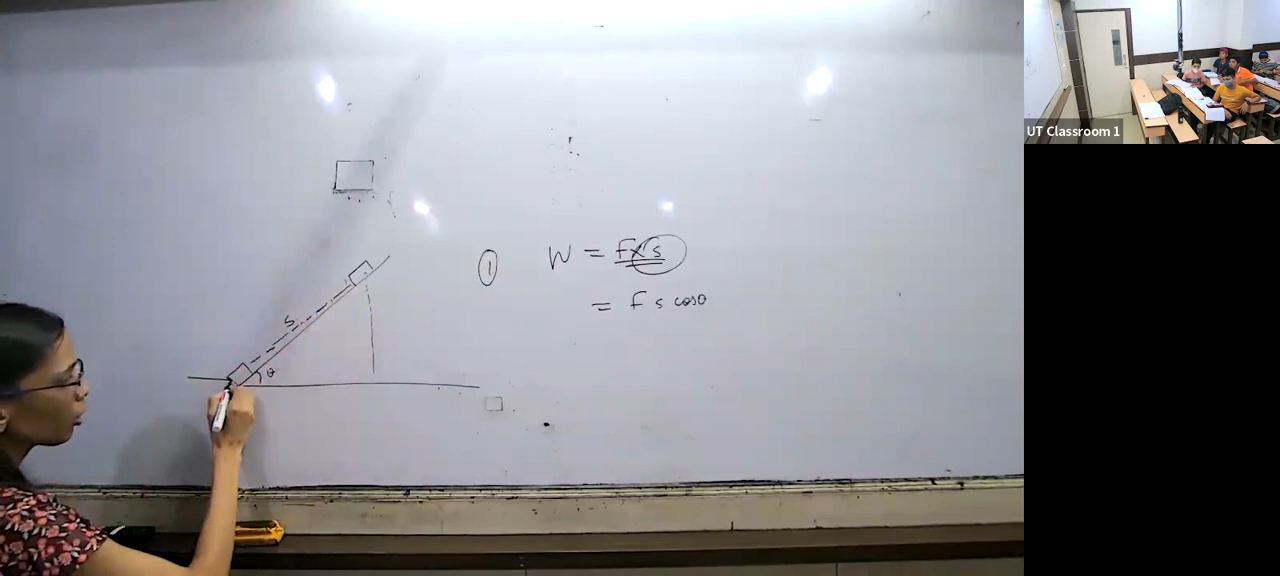 ① W = F×s
= F s cosθ
s
θ
UT Classroom 1